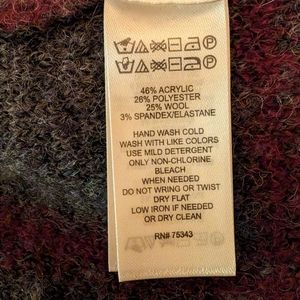 46% ACRYLIC
26% POLYESTER
25% WOOL
3% SPANDEX/ELASTANE
HAND WASH COLD
WASH WITH LIKE COLORS
USE MILD DETERGENT
ONLY NON-CHLORINE
BLEACH
WHEN NEEDED
DO NOT WRING OR TWIST
DRY FLAT
LOW IRON IF NEEDED
OR DRY CLEAN
RN# 75343